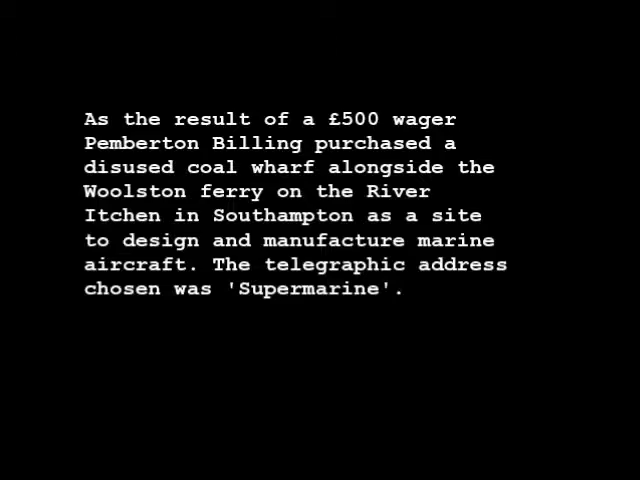 As the result of a £500 wager
Pemberton Billing purchased a
disused coal wharf alongside the
Woolston ferry on the River
Itchen in Southampton as a site
to design and manufacture marine
aircraft. The telegraphic address
chosen was 'Supermarine'.